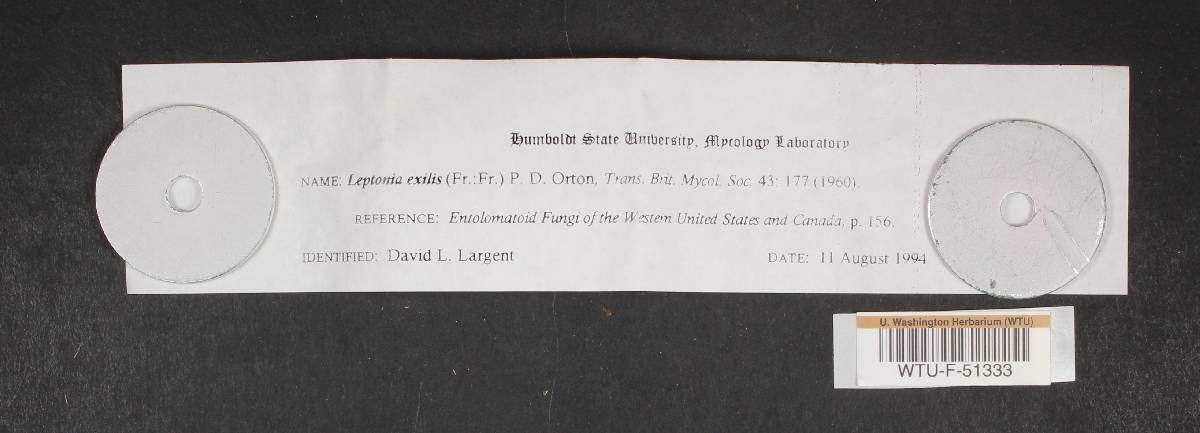 Humboldt State University, Mycology Laboratory
NAME: Leptonia exilis (Fr.:Fr.) P. D. Orton, Trans. Brit. Mycol. Soc. 43: 177 (1960).
REFERENCE: Entolomatoid Fungi of the Western United States and Canada, p. 156.
IDENTIFIED: David L. Largent DATE: 11 August 1994
U. Washington Herbarium (WTU)
WTU-F-51333